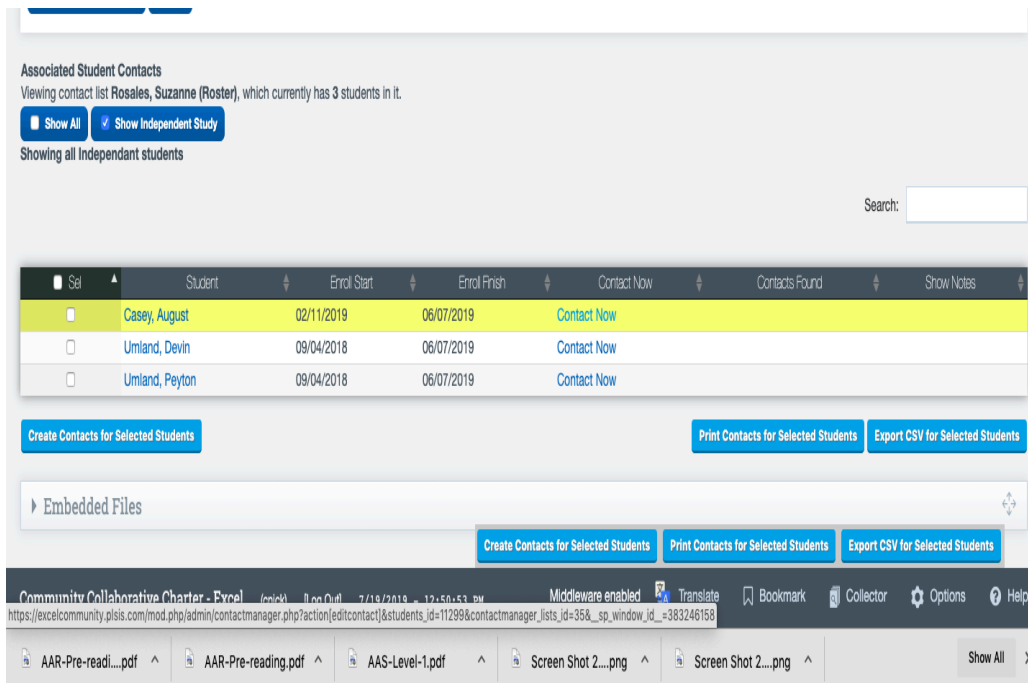 Associated Student Contacts
Viewing contact list Rosales, Suzanne (Roster), which currently has 3 students in it.
Show All Show Independent Study
Showing all Independant students
Search:
Sel Student Enroll Start Enroll Finish Contact Now Contacts Found Show Notes
Casey, August 02/11/2019 06/07/2019 Contact Now
Umland, Devin 09/04/2018 06/07/2019 Contact Now
Umland, Peyton 09/04/2018 06/07/2019 Contact Now
Create Contacts for Selected Students Print Contacts for Selected Students Export CSV for Selected Students
Embedded Files
Create Contacts for Selected Students Print Contacts for Selected Students Export CSV for Selected Students
Community Collaborative Charter - Excel (cpick) [Log Out] 7/19/2019 - 12:50:53 PM Middleware enabled Translate Bookmark Collector Options Help
https://excelcommunity.plsis.com/mod.php/admin/contactmanager.php?action[editcontact]&students_id=11299&contactmanager_lists_id=35&__sp_window_id__=383246158
AAR-Pre-readi....pdf AAR-Pre-reading.pdf AAS-Level-1.pdf Screen Shot 2....png Screen Shot 2....png Show All